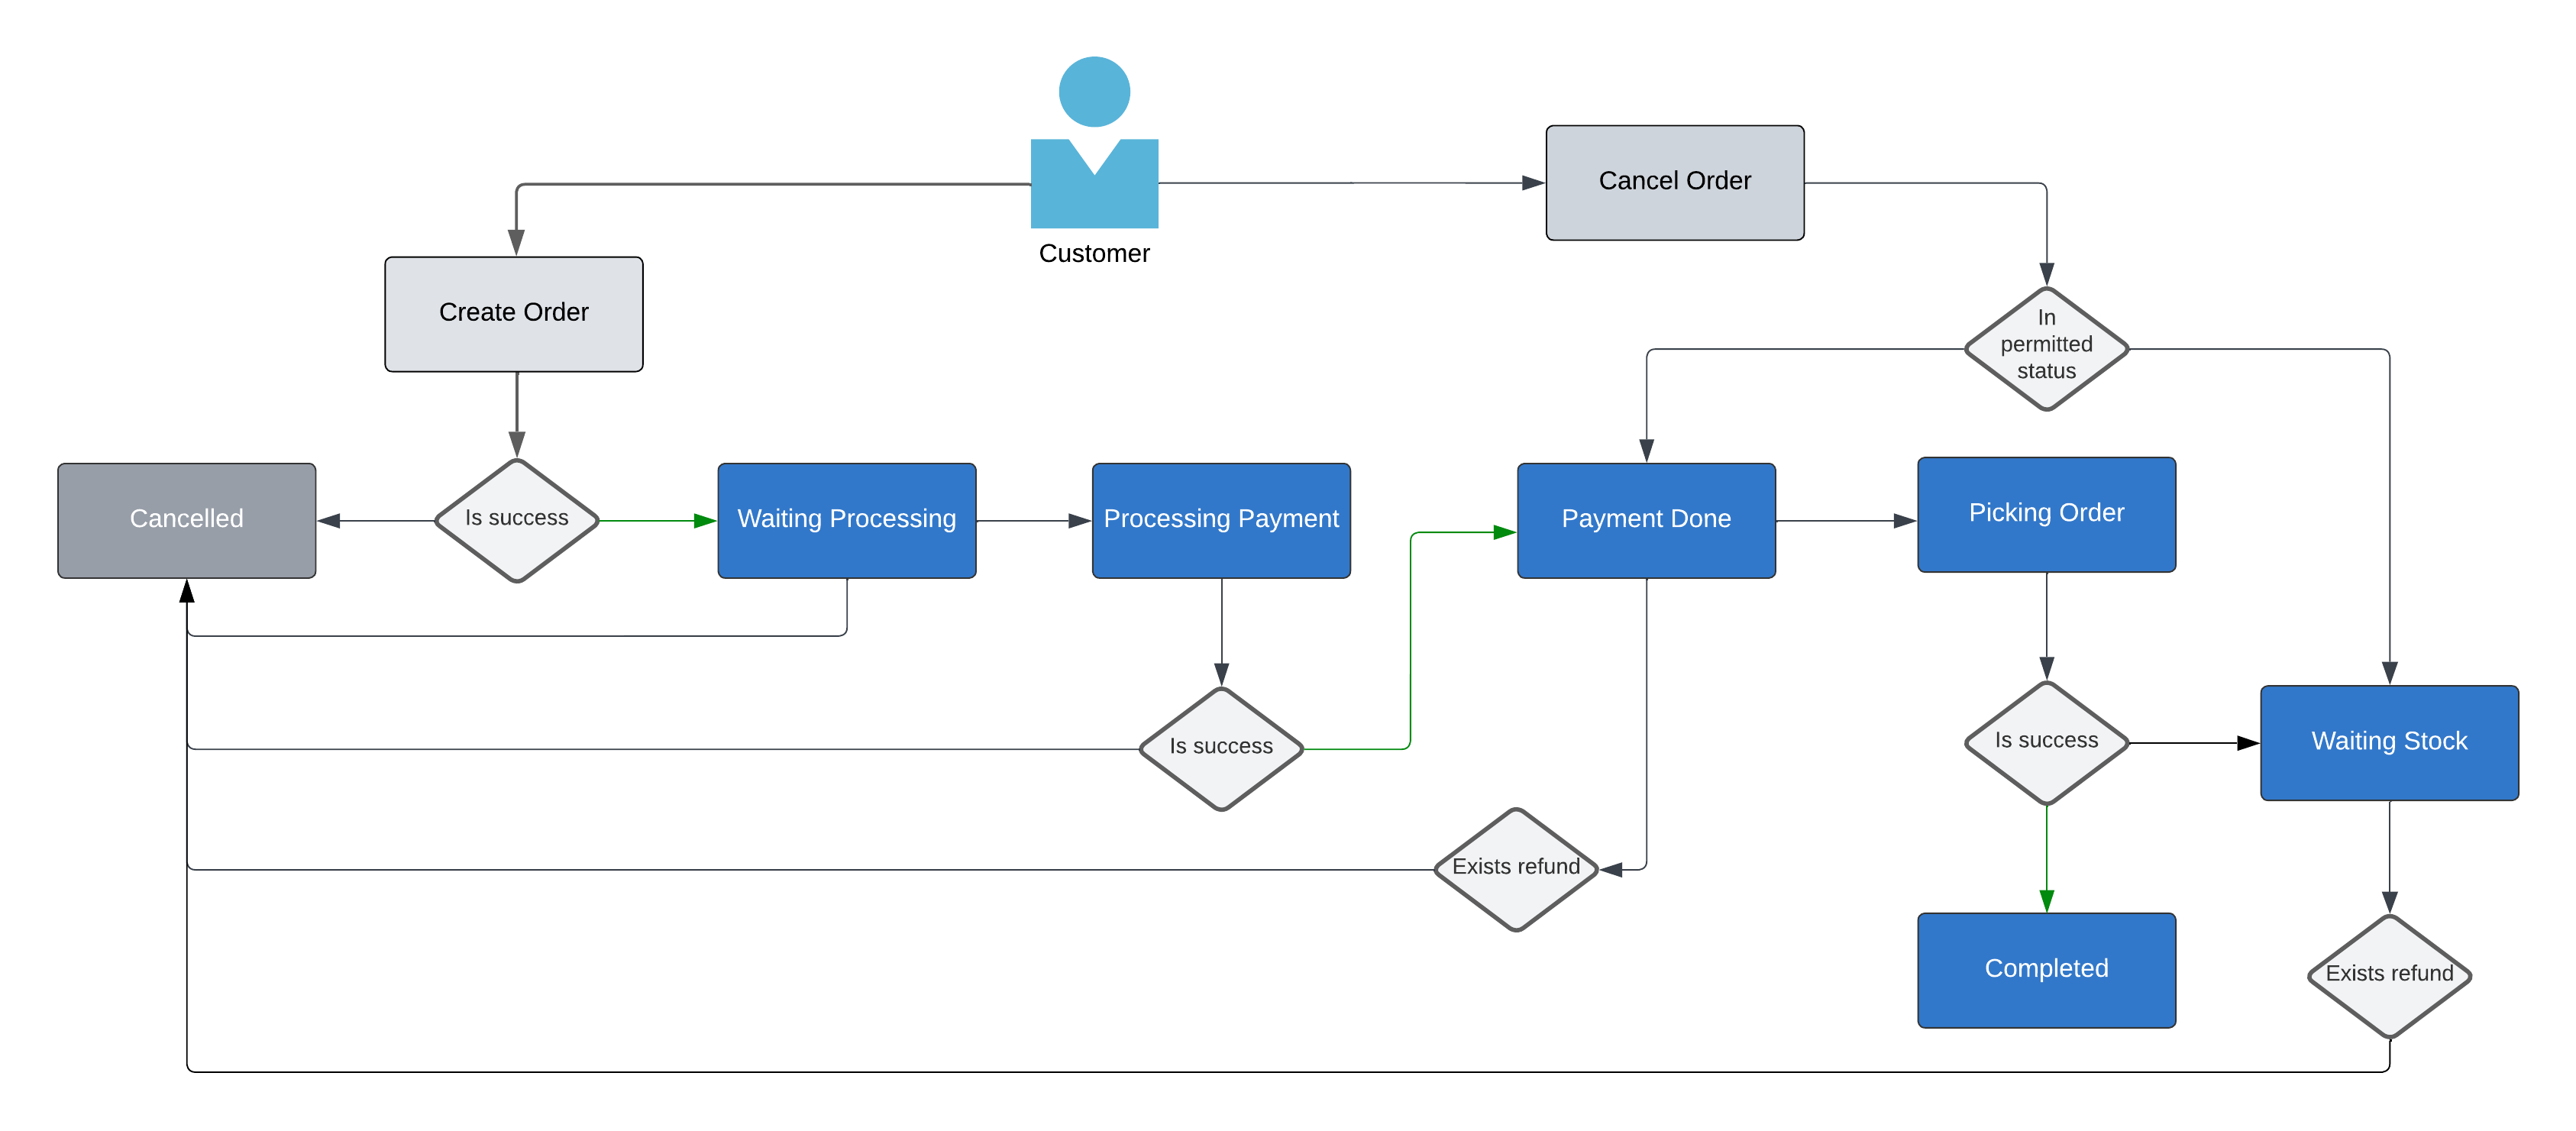 Customer
Cancel Order
Create Order
In
permitted
status
Cancelled
Is success
Waiting Processing
Processing Payment
Payment Done
Picking Order
Is success
Is success
Waiting Stock
Exists refund
Completed
Exists refund